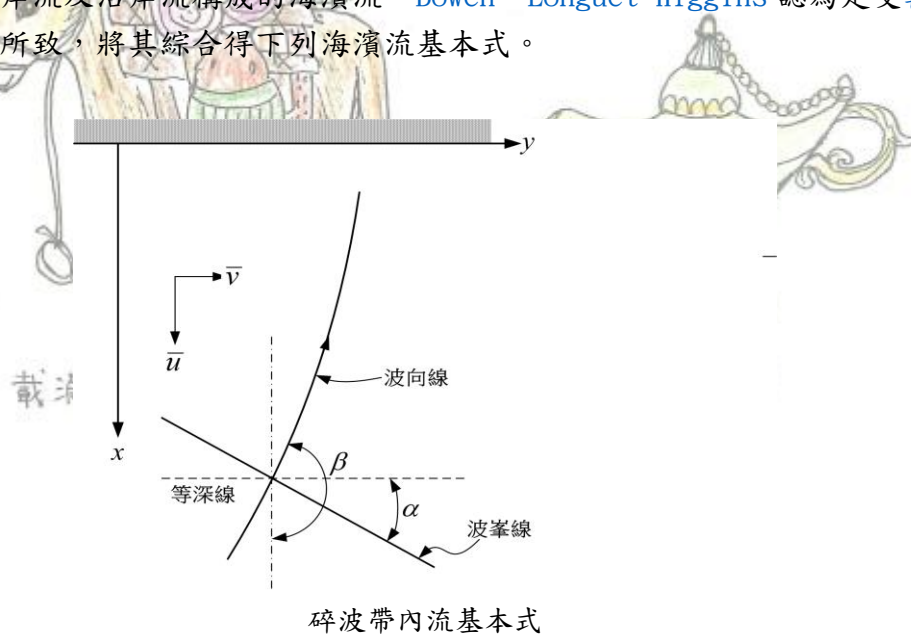 岸流及沿岸流構成的海濱流 Bowen Longuet Higgins 認為是受
所致，將其綜合得下列海濱流基本式。
y
v̄
ū
波向線
載
x
β
等深線
α
波峯線
碎波帶內流基本式